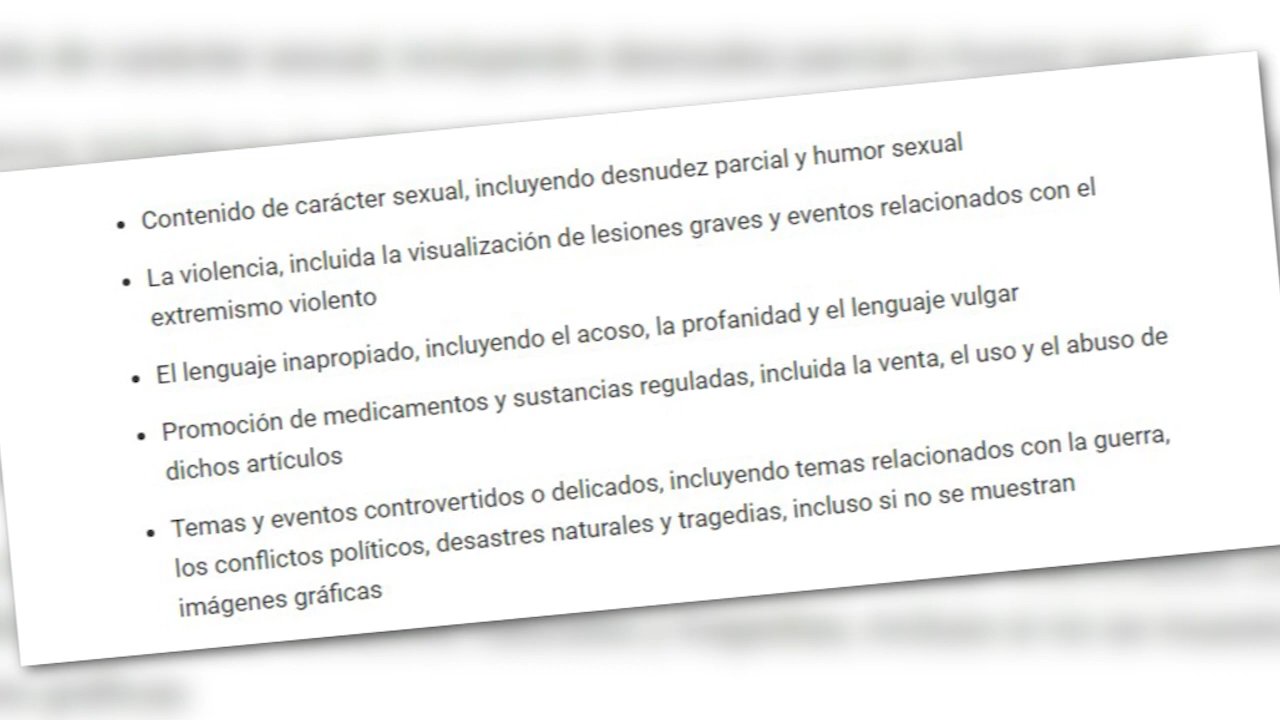 • Contenido de carácter sexual, incluyendo desnudez parcial y humor sexual
• La violencia, incluida la visualización de lesiones graves y eventos relacionados con el
extremismo violento
• El lenguaje inapropiado, incluyendo el acoso, la profanidad y el lenguaje vulgar
• Promoción de medicamentos y sustancias reguladas, incluida la venta, el uso y el abuso de
dichos artículos
• Temas y eventos controvertidos o delicados, incluyendo temas relacionados con la guerra,
los conflictos políticos, desastres naturales y tragedias, incluso si no se muestran
imágenes gráficas